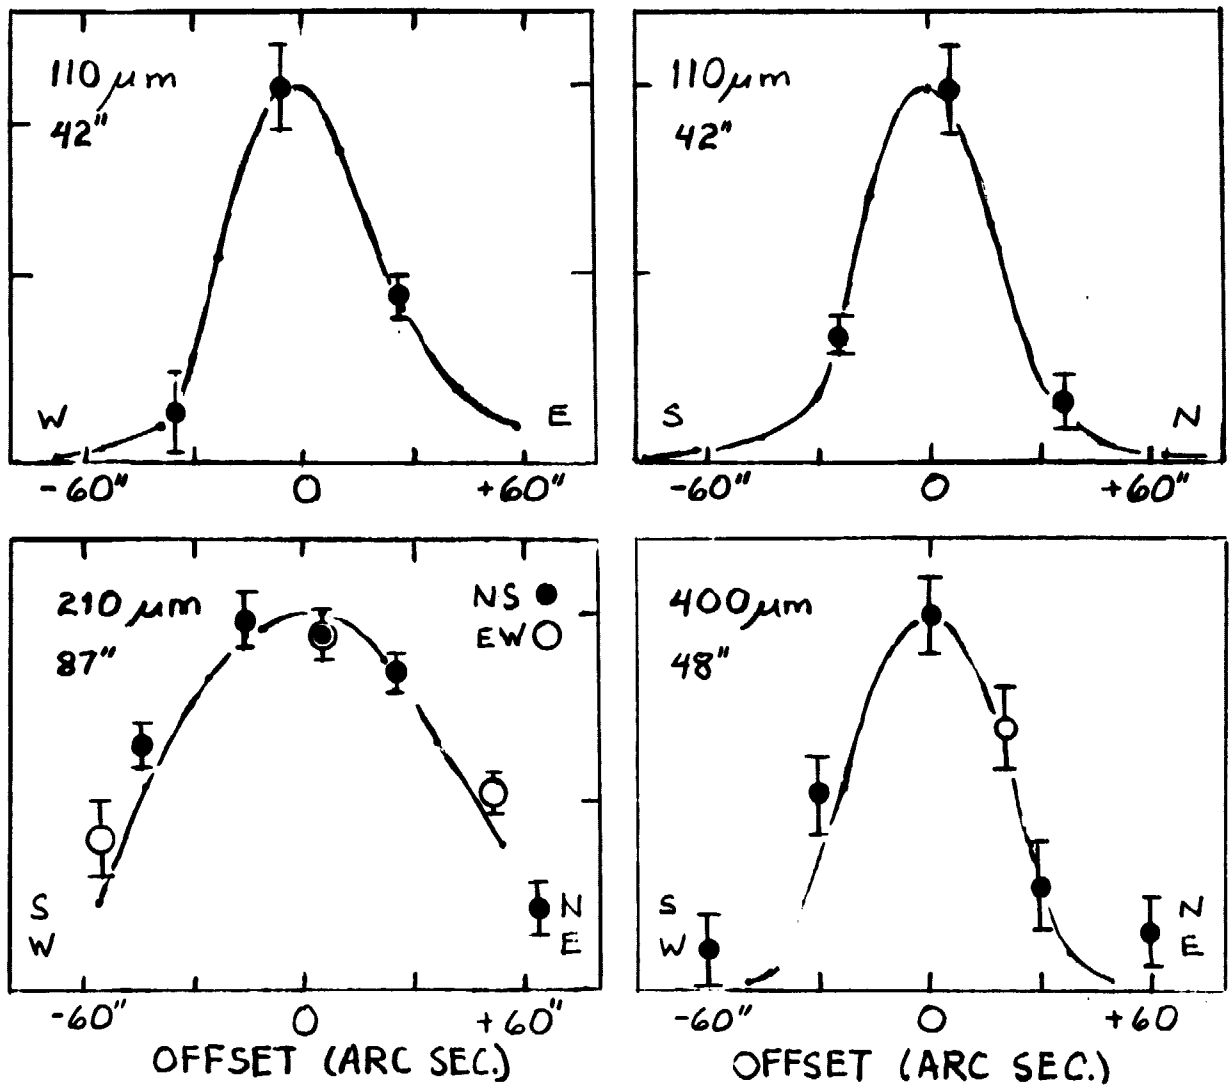 110 μm
42"
W E
-60" 0 +60"
110 μm
42"
S N
-60" 0 +60"
210 μm
87"
NS
EW
S N
W E
-60" 0 +60"
OFFSET (ARC SEC.)
400 μm
48"
S N
W E
-60" 0 +60
OFFSET (ARC SEC.)